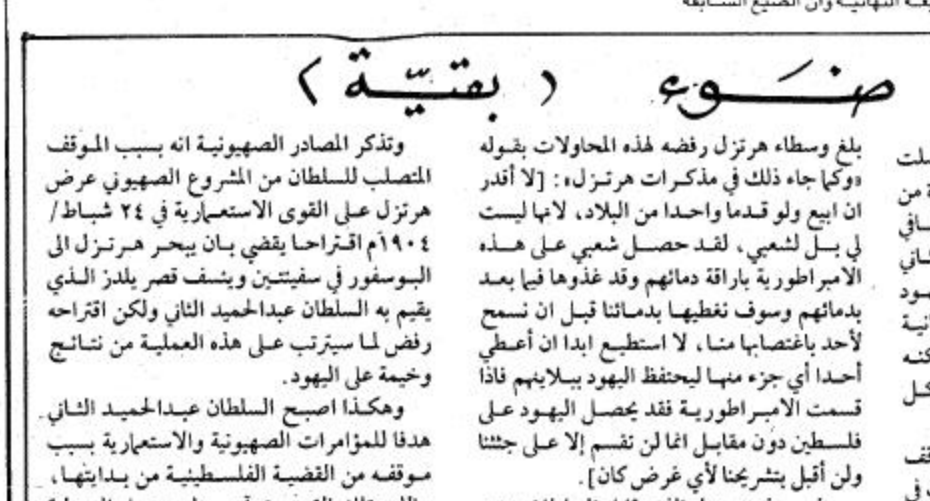 ضوء (بقيّة)
بلغ وسطاء هرتزل رفضه لهذه المحاولات بقوله
«وكما جاء ذلك في مذكرات هرتزل»: [لا أقدر
ان ابيع ولو قدما واحدا من البلاد، لانها ليست
لي بل لشعبي، لقد حصل شعبي على هذه
الامبراطورية باراقة دمائهم وقد غذوها فيما بعد
بدمائهم وسوف نغطيها بدمائنا قبل ان نسمح
لأحد باغتصابها منا، لا استطيع ابدا ان أعطي
أحدا أي جزء منها ليحتفظ اليهود ببلاينهم فاذا
قسمت الامبراطورية فقد يحصل اليهود على
فلسطين دون مقابل انما لن تقسم إلا على جثثنا
ولن أقبل بتشريحنا لأي غرض كان].
وتذكر المصادر الصهيونية انه بسبب الموقف
المتصلب للسلطان من المشروع الصهيوني عرض
هرتزل على القوى الاستعمارية في ٢٤ شباط/
١٩٠٤م اقتراحا يقضي بان يبحر هرتزل الى
البوسفور في سفينتين وينسف قصر يلدز الذي
يقيم به السلطان عبدالحميد الثاني ولكن اقتراحه
رفض لما سيترتب على هذه العملية من نتائج
وخيمة على اليهود.
وهكذا اصبح السلطان عبدالحميد الثاني
هدفا للمؤامرات الصهيونية والاستعمارية بسبب
موقفه من القضية الفلسطينية من بدايتها،